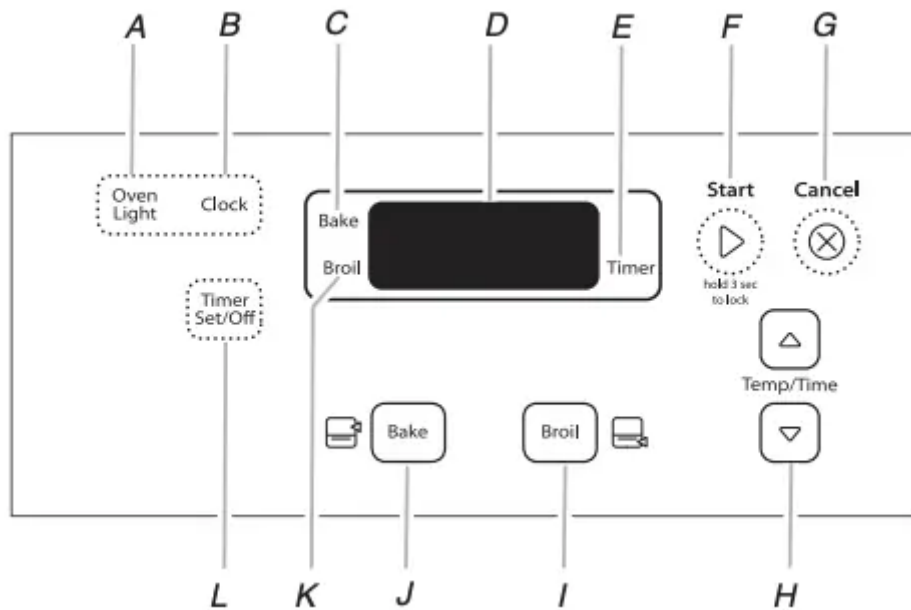 A B C D E F G
Oven
Light
Clock
Bake
Broil
Timer
Start
hold 3 sec
to lock
Cancel
Timer
Set/Off
Temp/Time
Bake
Broil
L K J I H